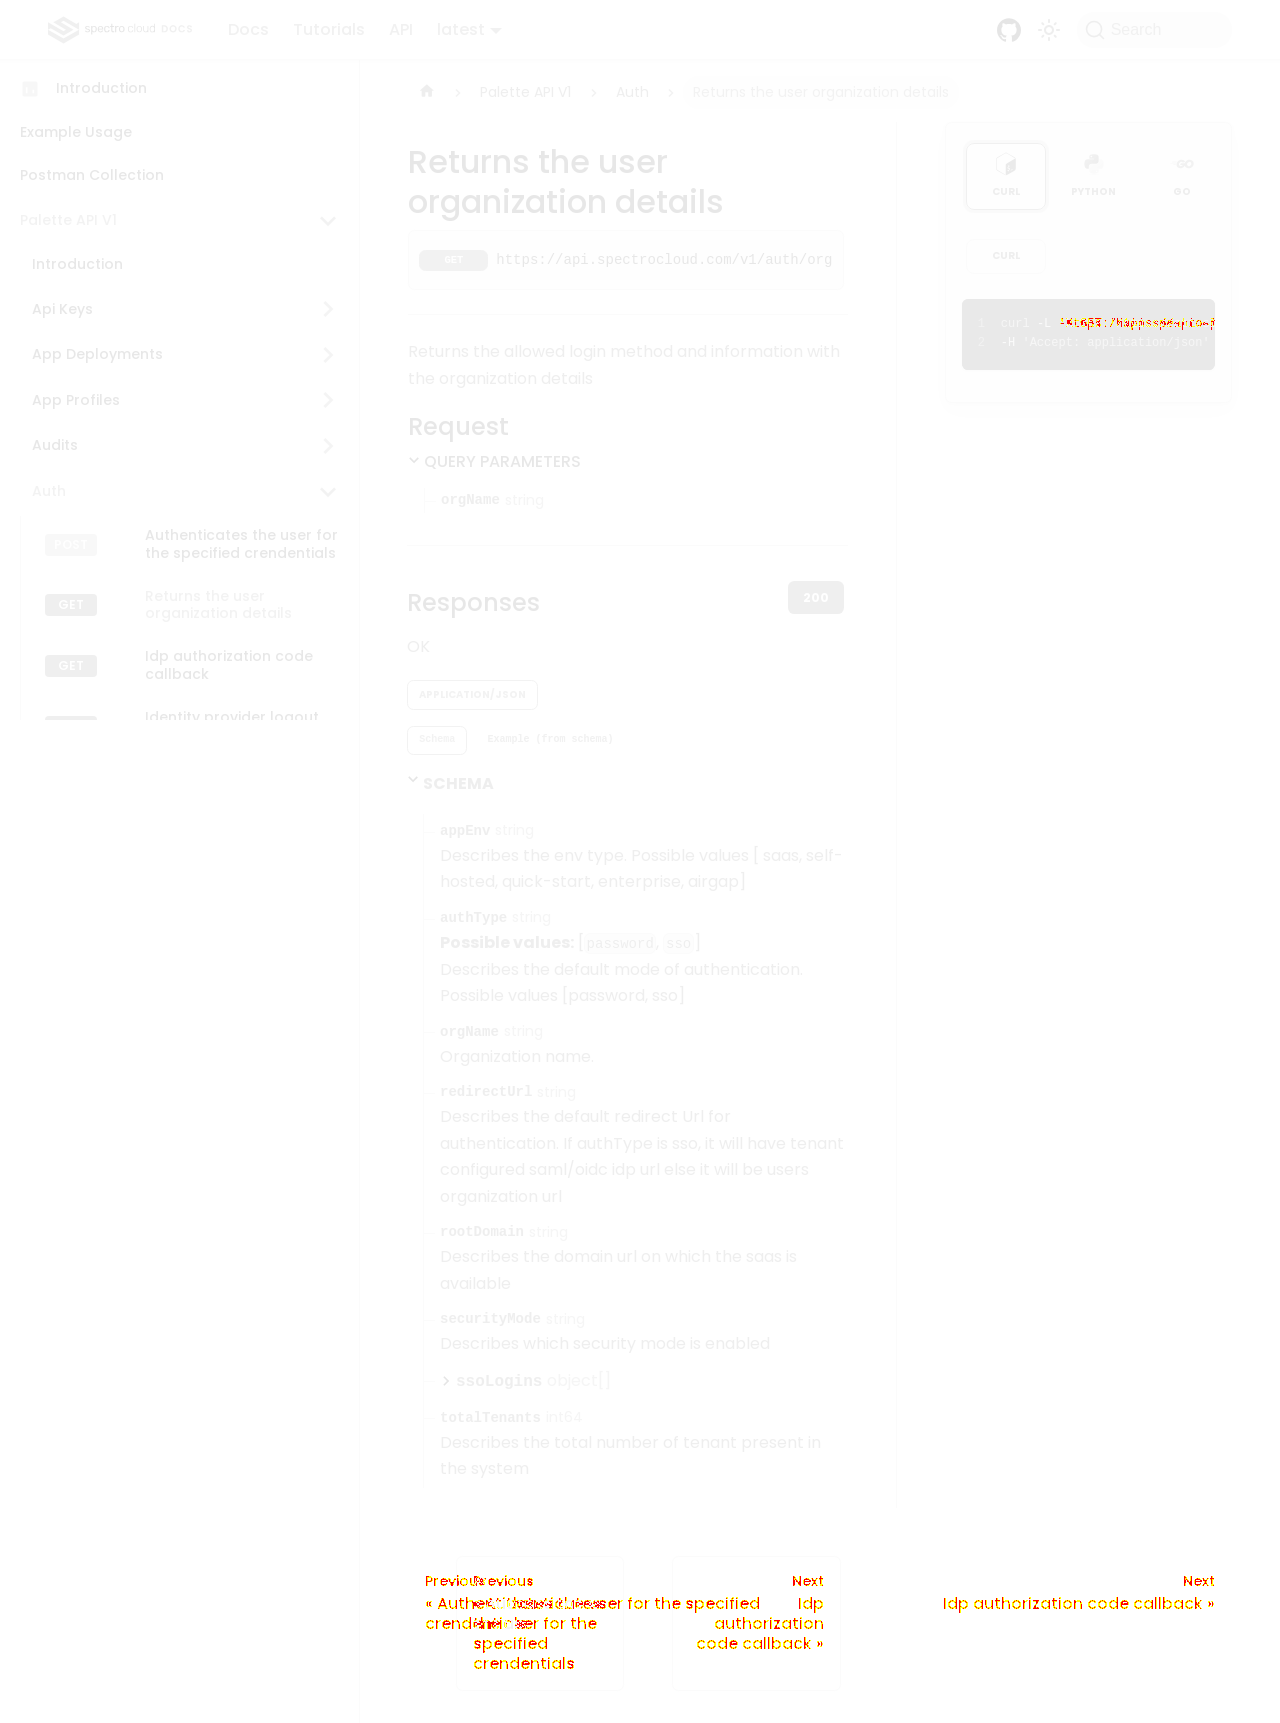 spectro cloud DOCS
Docs
Tutorials
API
latest
Search
Introduction
Example Usage
Postman Collection
Palette API V1
Introduction
Api Keys
App Deployments
App Profiles
Audits
Auth
POST
Authenticates the user for
the specified crendentials
GET
Returns the user
organization details
GET
Idp authorization code
callback
Identity provider logout
Palette API V1
Auth
Returns the user organization details
Returns the user
organization details
GET
https://api.spectrocloud.com/v1/auth/org
Returns the allowed login method and information with
the organization details
Request
QUERY PARAMETERS
orgName string
Responses
200
OK
APPLICATION/JSON
Schema
Example (from schema)
SCHEMA
appEnv string
Describes the env type. Possible values [ saas, self-
hosted, quick-start, enterprise, airgap]
authType string
Possible values: [password, sso]
Describes the default mode of authentication.
Possible values [password, sso]
orgName string
Organization name.
redirectUrl string
Describes the default redirect Url for
authentication. If authType is sso, it will have tenant
configured saml/oidc idp url else it will be users
organization url
rootDomain string
Describes the domain url on which the saas is
available
securityMode string
Describes which security mode is enabled
ssoLogins object[]
totalTenants int64
Describes the total number of tenant present in
the system
CURL
PYTHON
GO
CURL
1 curl -L
2 -H 'Accept: application/json'
Previous
Previous
user for the specified
user for the
specified
crendentials
Next
Idp
authorization
code callback »
Next
Idp authorization code callback »